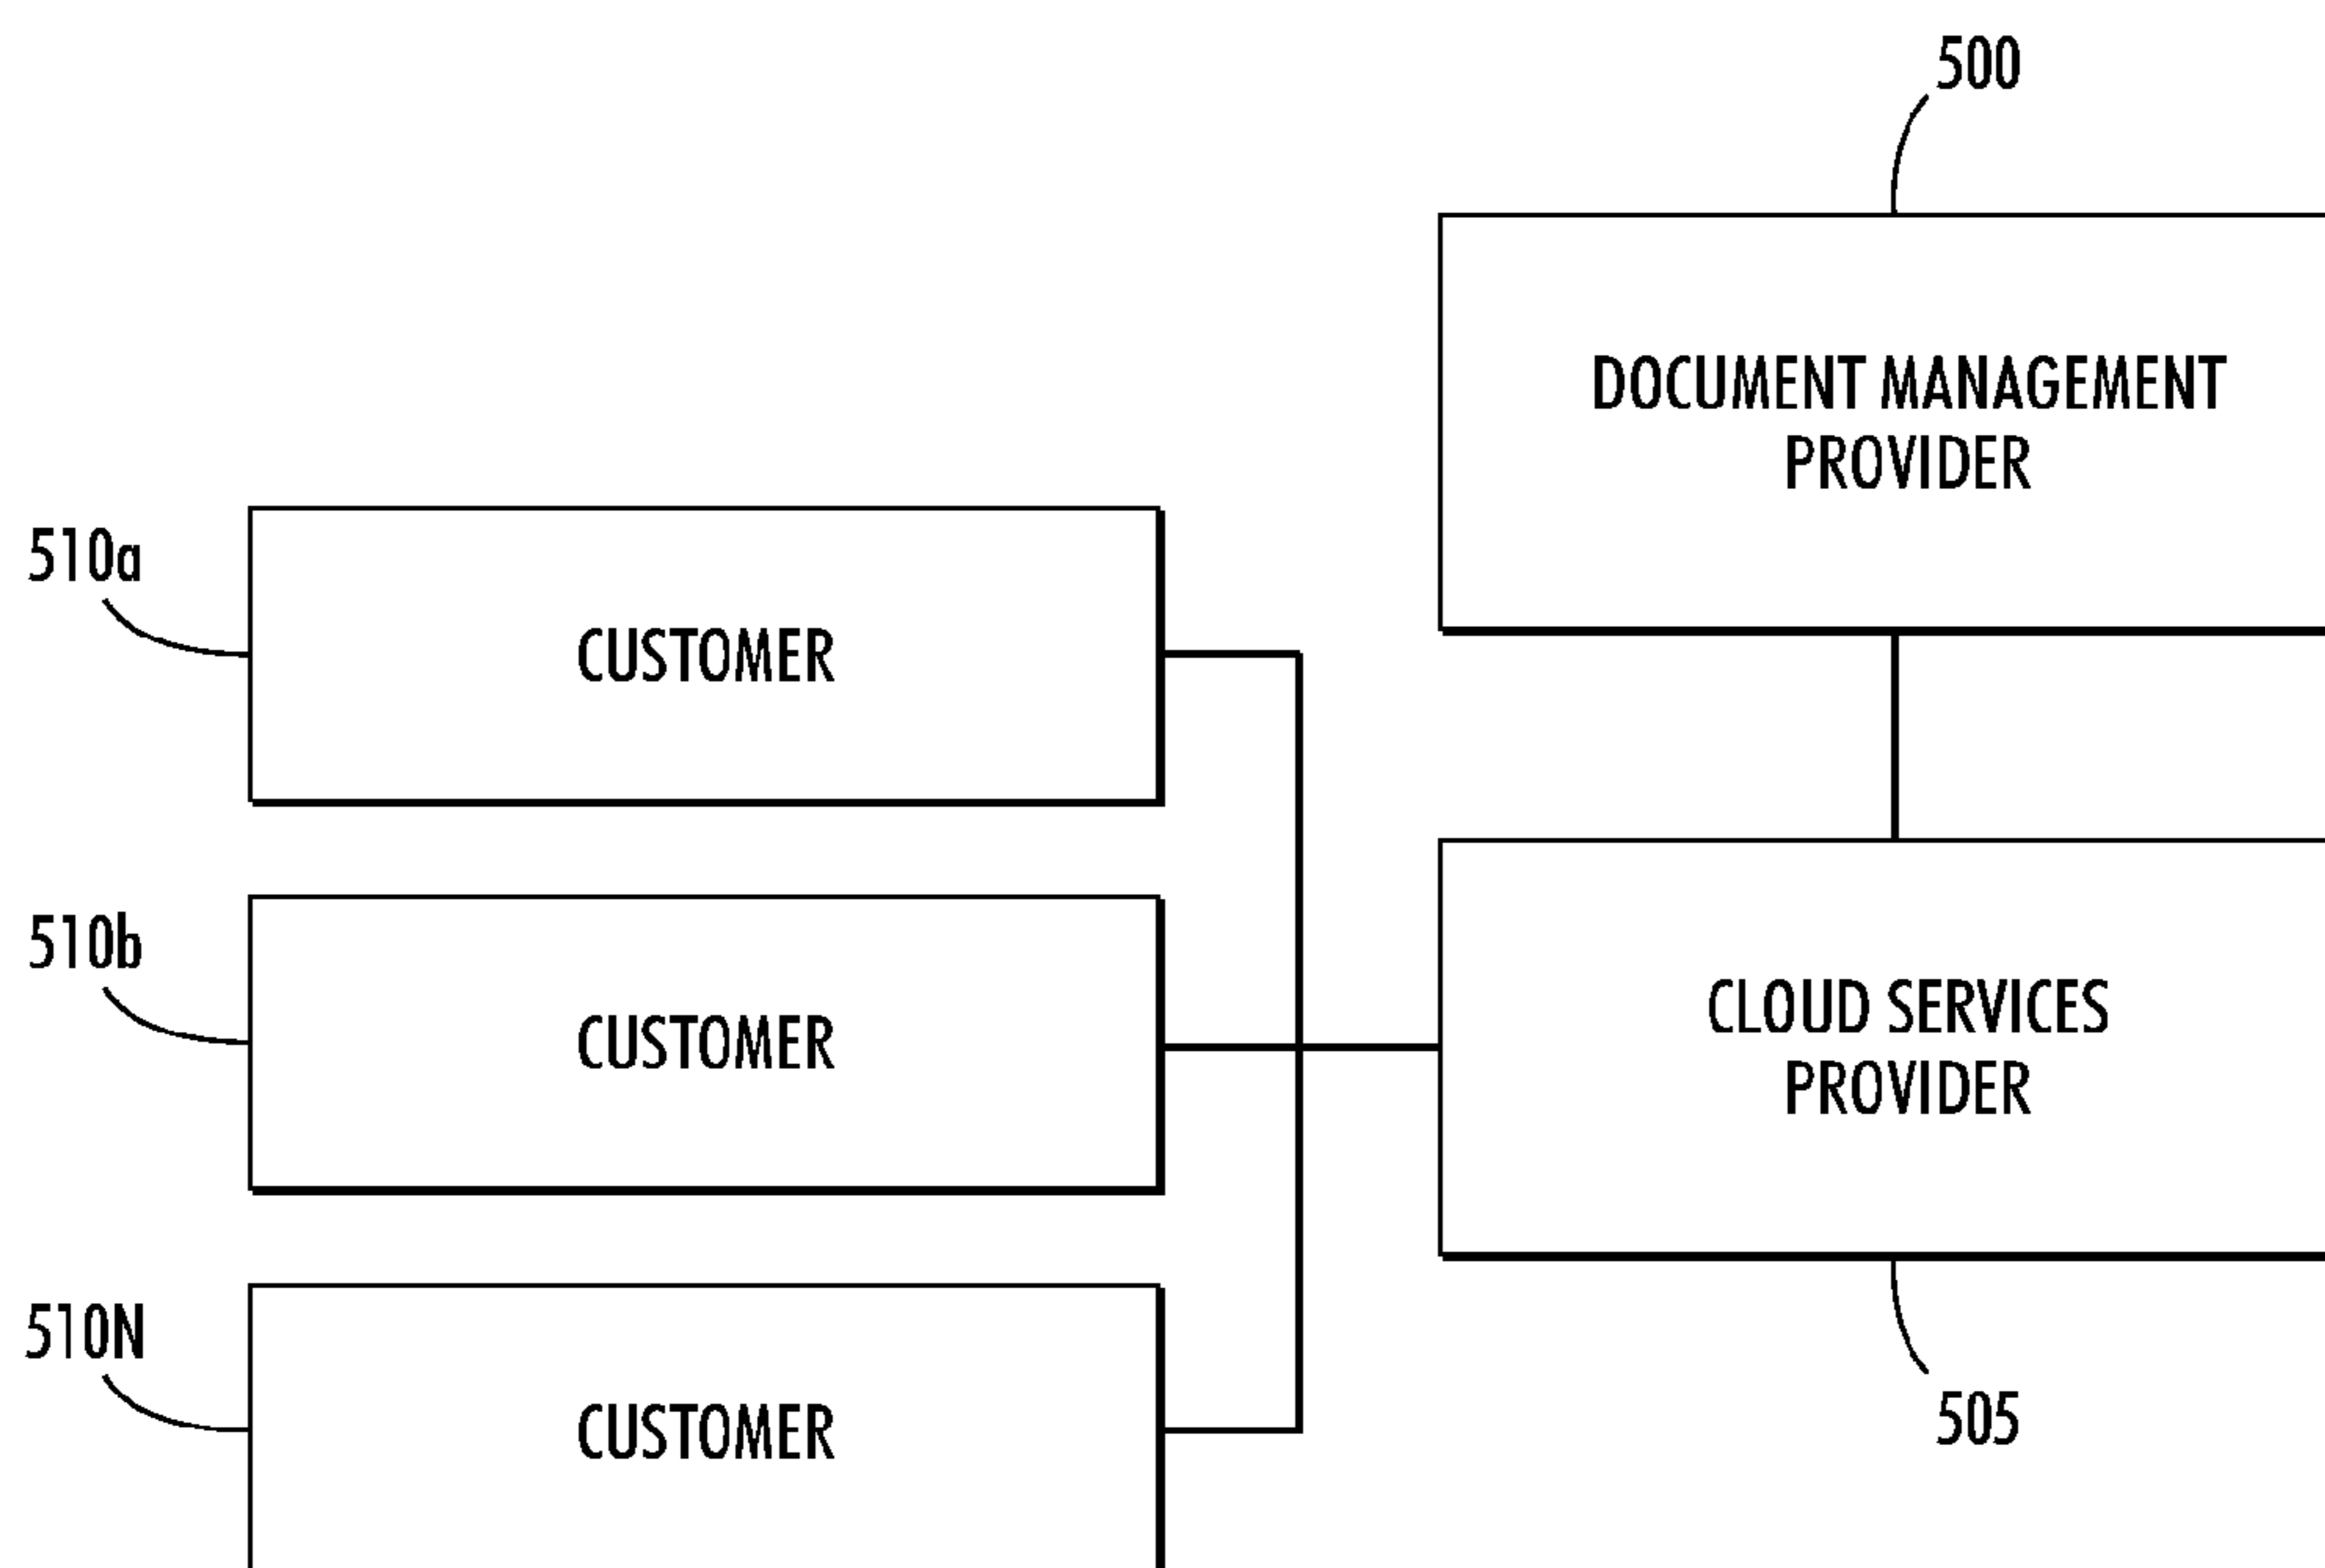 500
DOCUMENT MANAGEMENT
PROVIDER
510a
CUSTOMER
510b
CUSTOMER
CLOUD SERVICES
PROVIDER
510N
CUSTOMER
505